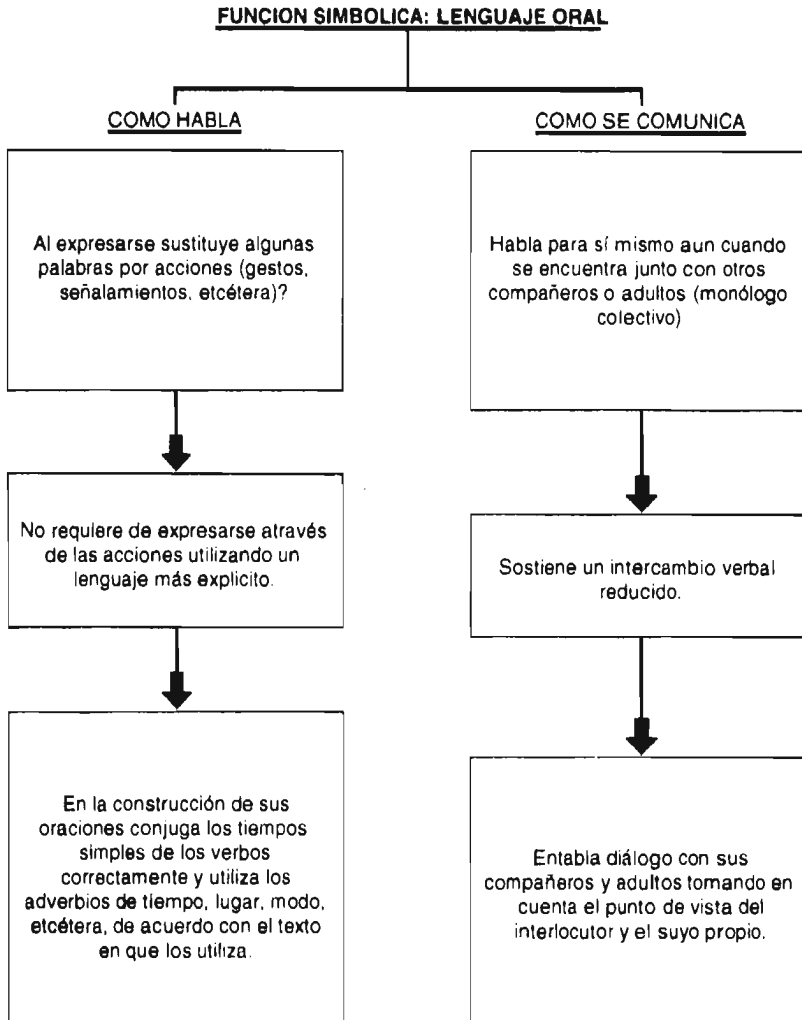 FUNCION SIMBOLICA: LENGUAJE ORAL
COMO HABLA
Al expresarse sustituye algunas
palabras por acciones (gestos,
señalamientos, etcétera)?
No requiere de expresarse através
de las acciones utilizando un
lenguaje más explicito.
En la construcción de sus
oraciones conjuga los tiempos
simples de los verbos
correctamente y utiliza los
adverbios de tiempo, lugar, modo,
etcétera, de acuerdo con el texto
en que los utiliza.
COMO SE COMUNICA
Habla para sí mismo aun cuando
se encuentra junto con otros
compañeros o adultos (monólogo
colectivo)
Sostiene un intercambio verbal
reducido.
Entabla diálogo con sus
compañeros y adultos tomando en
cuenta el punto de vista del
interlocutor y el suyo propio.